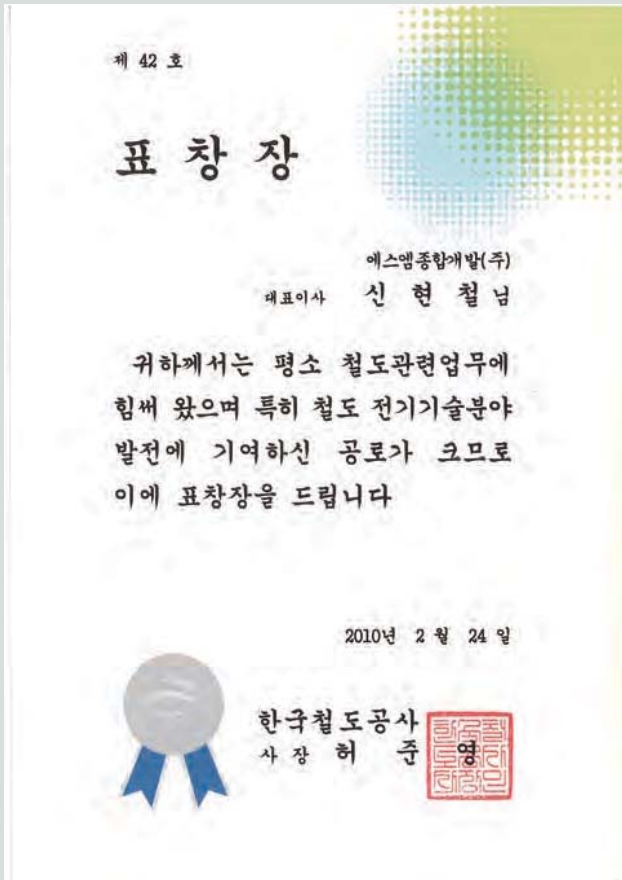 제 42 호
표 창 장
에스엠종합개발(주)
대표이사 신 현 철 님
귀하께서는 평소 철도관련업무에
힘써 왔으며 특히 철도 전기기술분야
발전에 기여하신 공로가 크므로
이에 표창장을 드립니다
2010년 2 월 24 일
한국철도공사
사 장 허 준 영